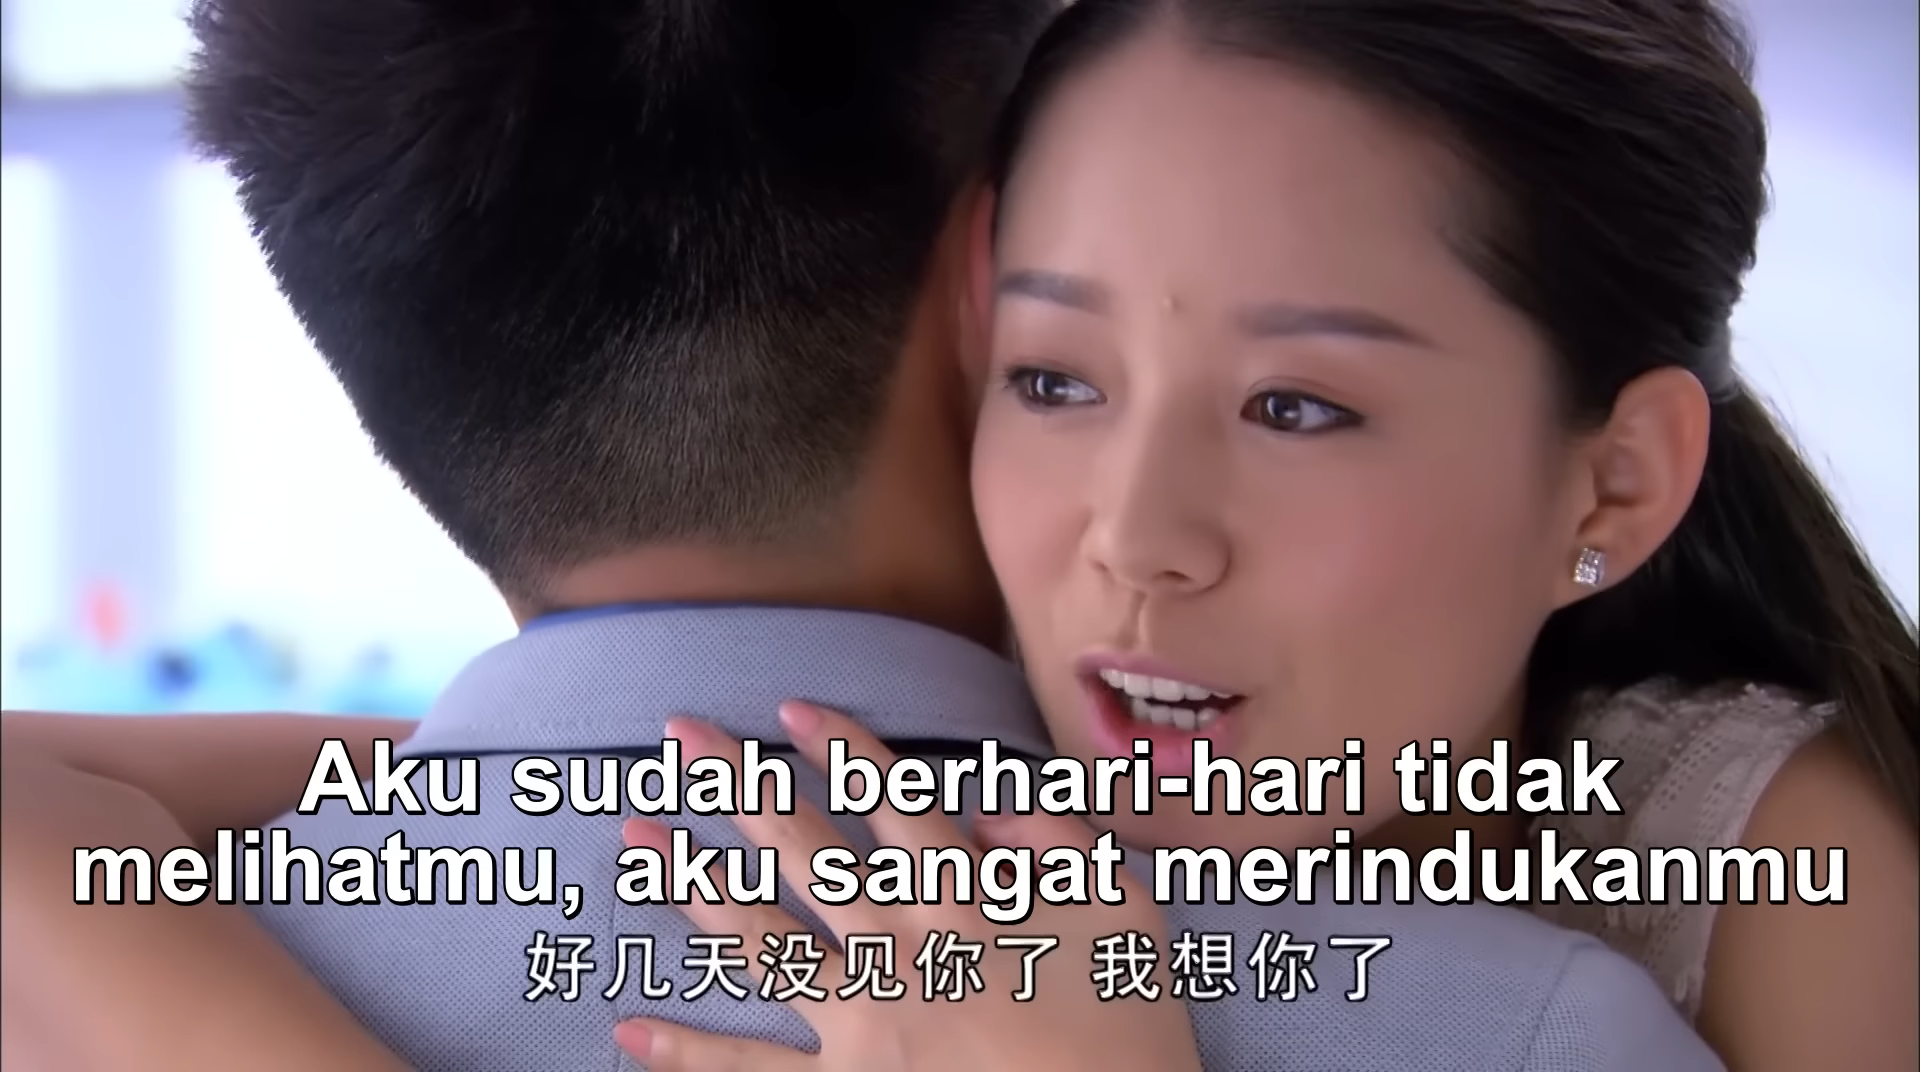 Aku sudah berhari-hari tidak
melihatmu, aku sangat merindukanmu
好几天没见你了 我想你了